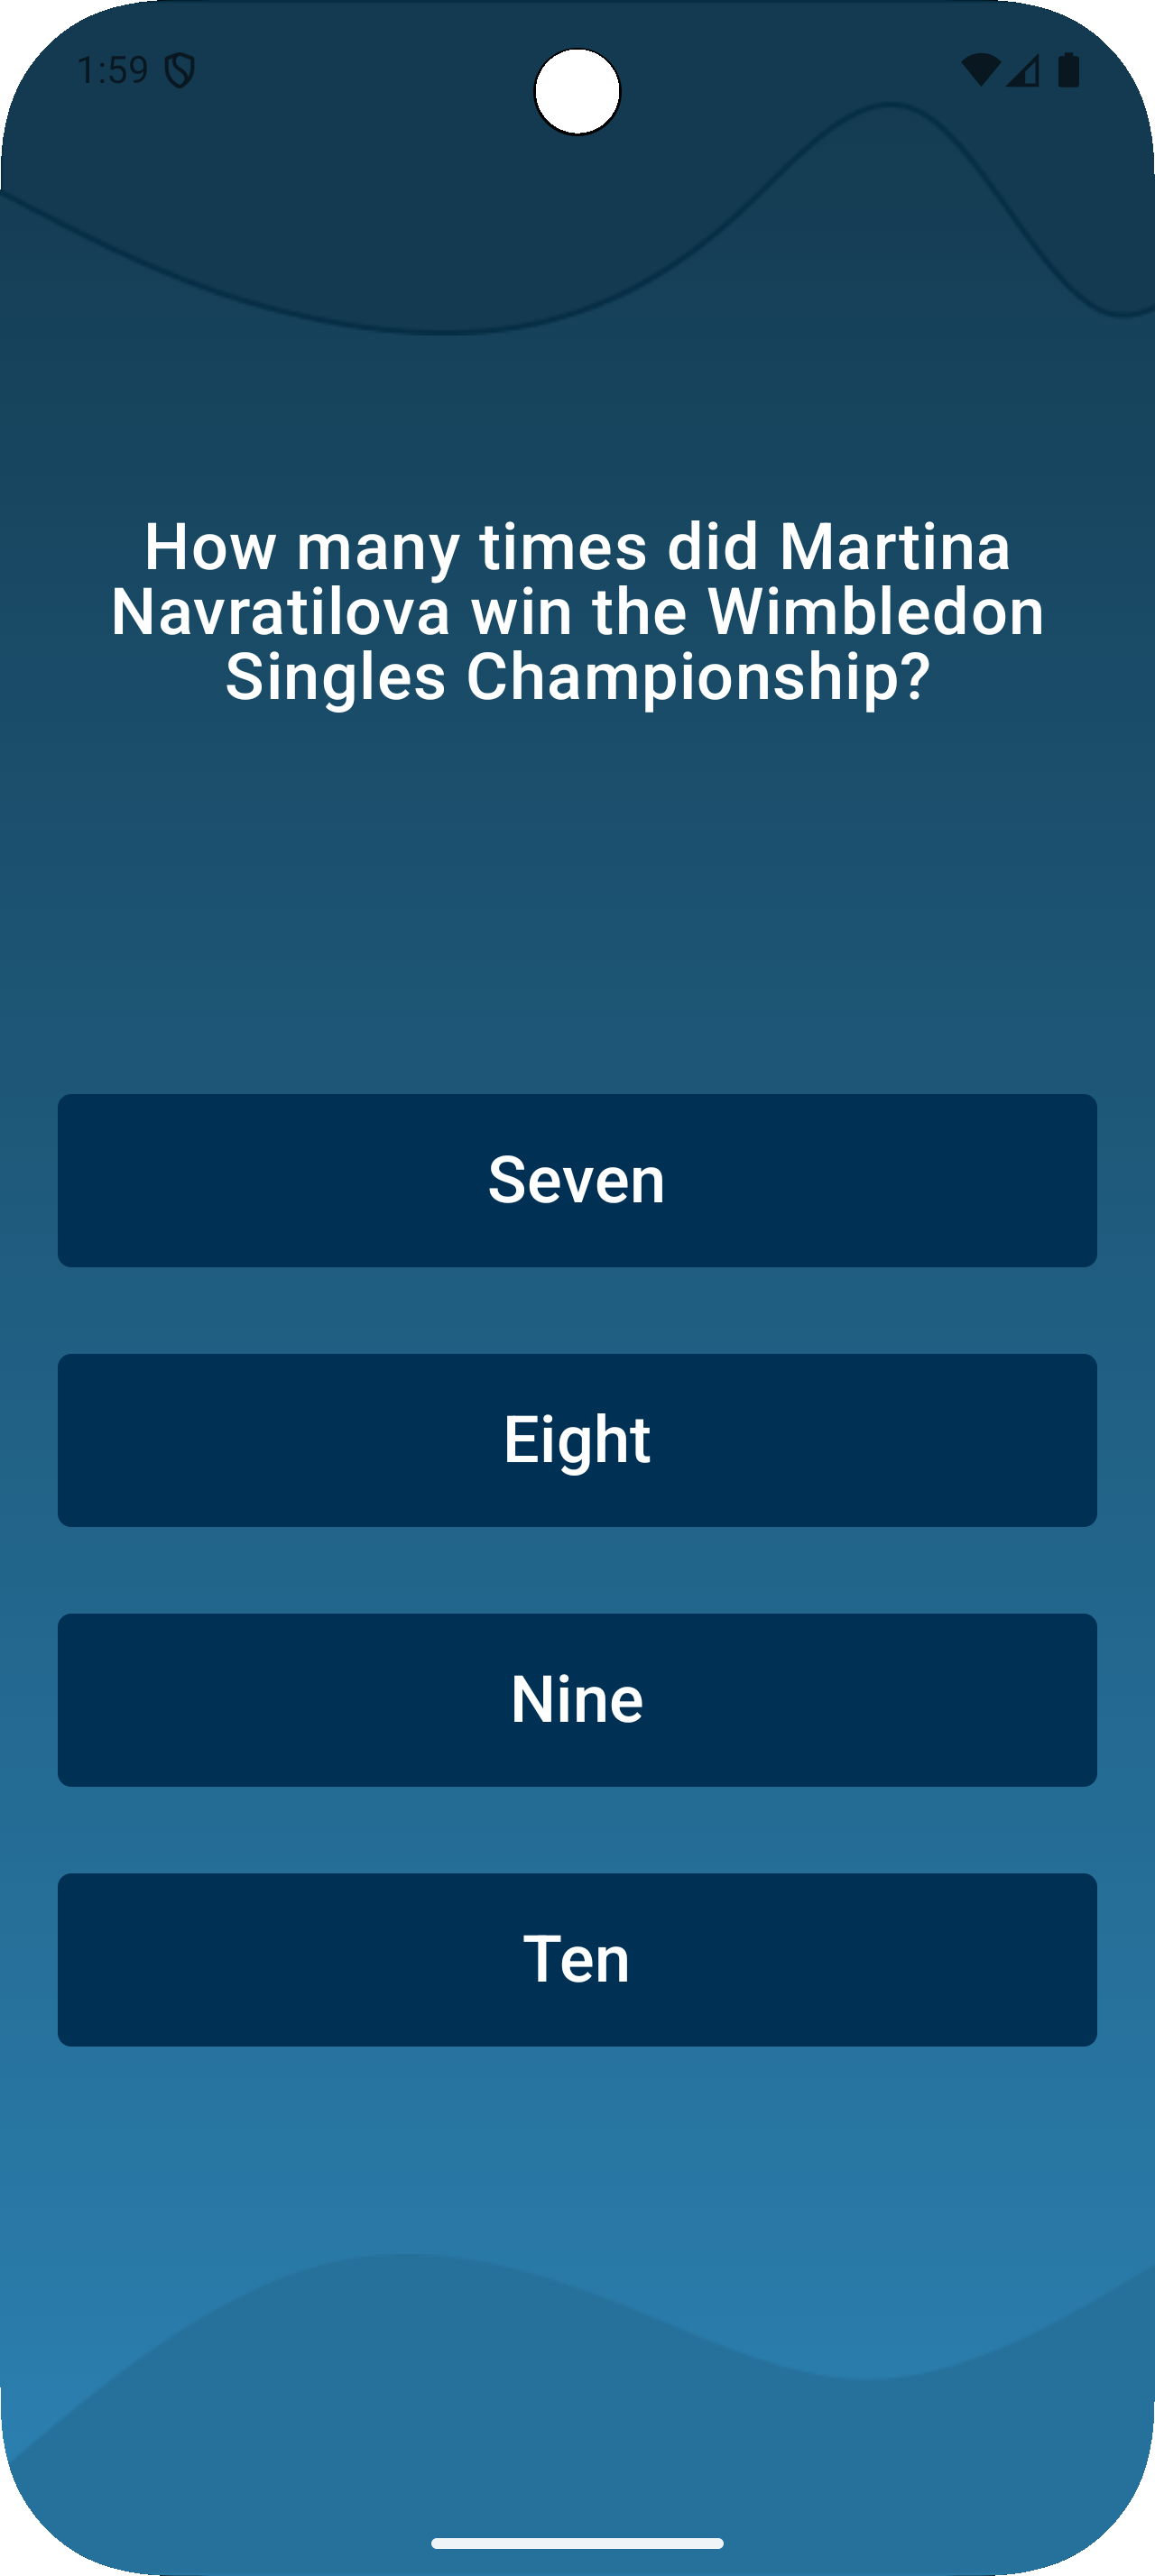 1:59
How many times did Martina
Navratilova win the Wimbledon
Singles Championship?
Seven
Eight
Nine
Ten